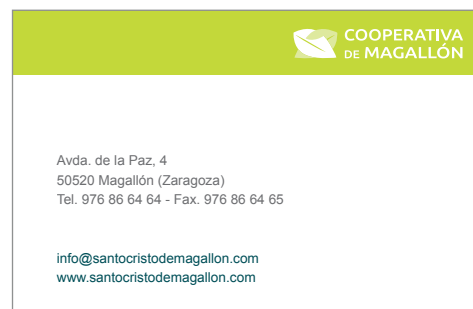 COOPERATIVA
DE MAGALLÓN
Avda. de la Paz, 4
50520 Magallón (Zaragoza)
Tel. 976 86 64 64 - Fax. 976 86 64 65
info@santocristodemagallon.com
www.santocristodemagallon.com